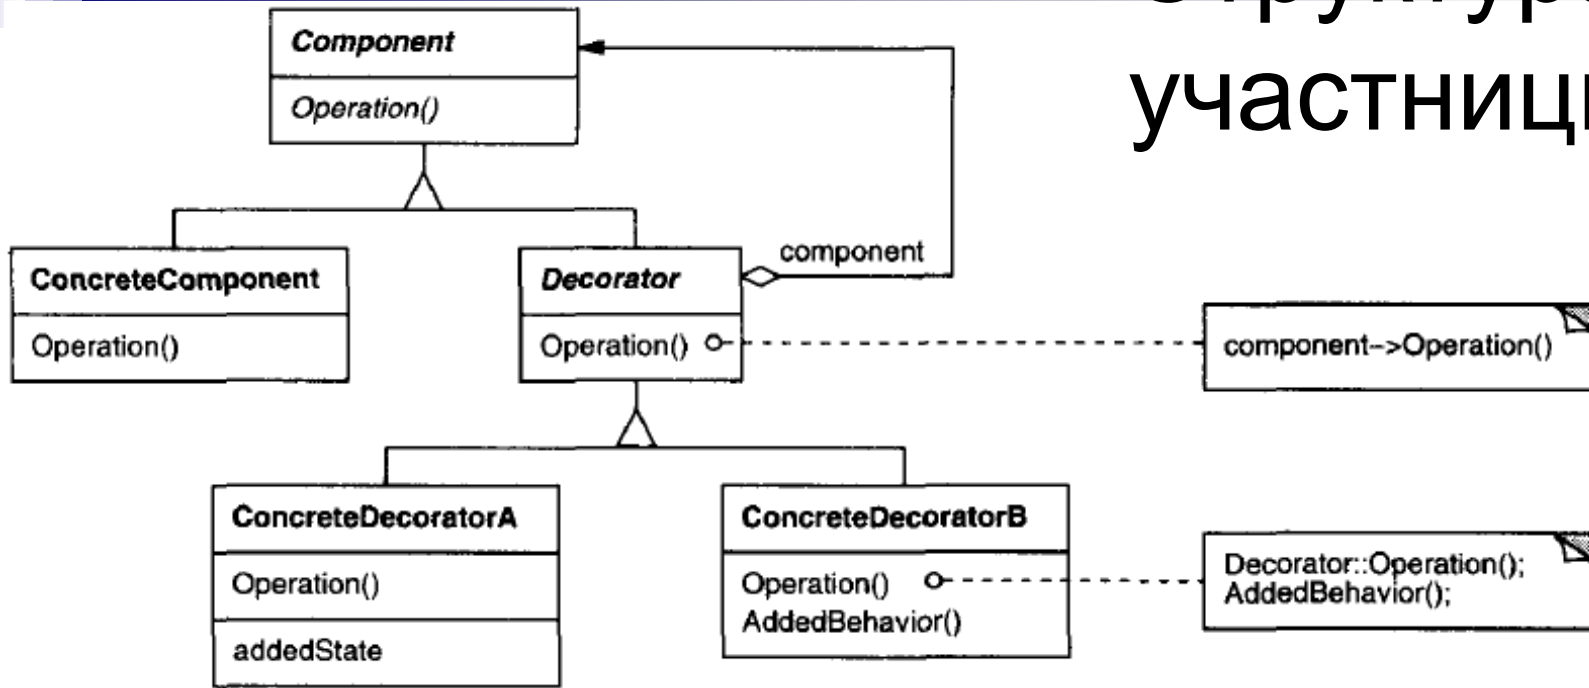 участниц
Component
Operation()
component
ConcreteComponent
Operation()
Decorator
Operation()
component–>Operation()
ConcreteDecoratorA
Operation()
addedState
ConcreteDecoratorB
Operation()
AddedBehavior()
Decorator::Operation();
AddedBehavior();